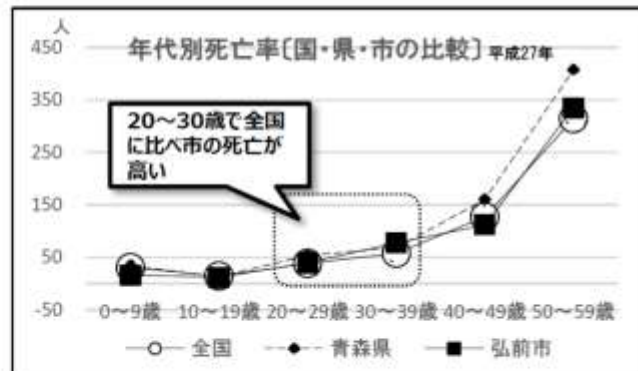 人
年代別死亡率〔国・県・市の比較〕 平成27年
450
350
250
150
50
-50
20～30歳で全国
に比べ市の死亡が
高い
0～9歳 10～19歳 20～29歳 30～39歳 40～49歳 50～59歳
全国 青森県 弘前市